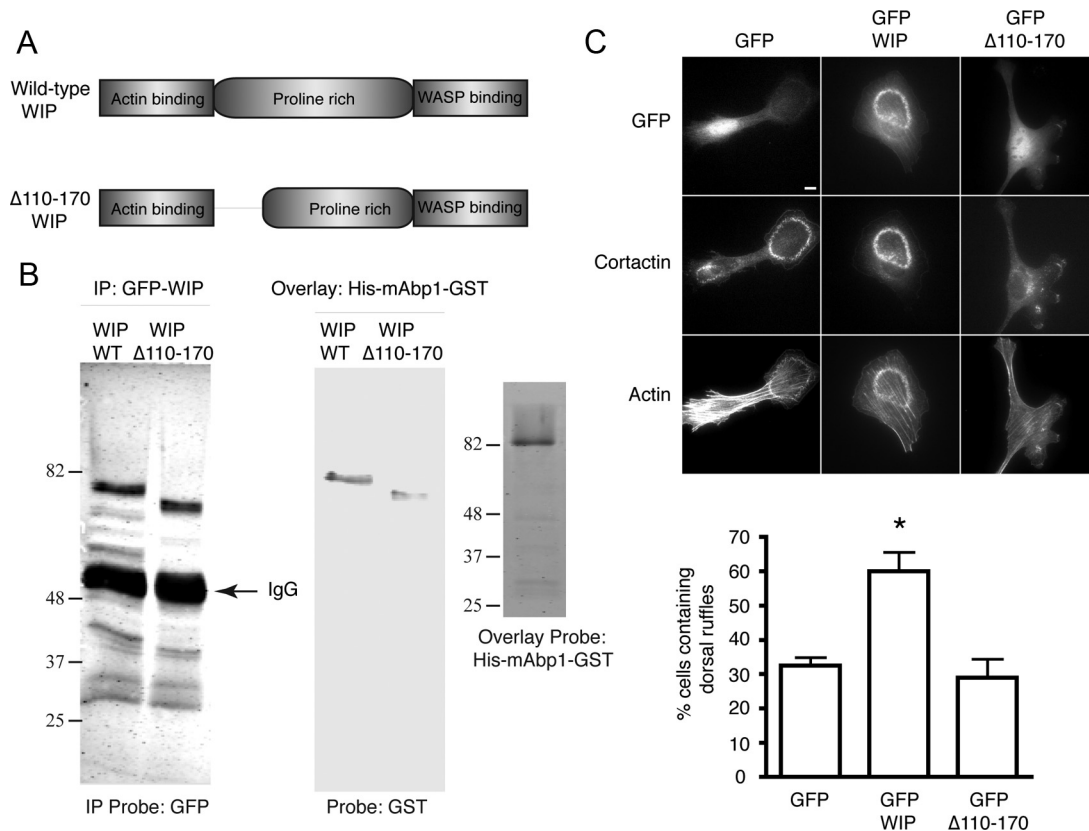 A
Wild-type
WIP
Actin binding
Proline rich
WASP binding
Δ110-170
WIP
Actin binding
Proline rich
WASP binding
B
IP: GFP-WIP
WIP
WT
WIP
Δ110-170
82
48
37
25
IgG
IP Probe: GFP
Overlay: His-mAbp1-GST
WIP
WT
WIP
Δ110-170
Probe: GST
82
48
37
25
Overlay Probe:
His-mAbp1-GST
C
GFP
GFP
WIP
GFP
Δ110-170
GFP
Cortactin
Actin
% cells containing
dorsal ruffles
70
60
50
40
30
20
10
0
*
GFP
GFP
WIP
GFP
Δ110-170